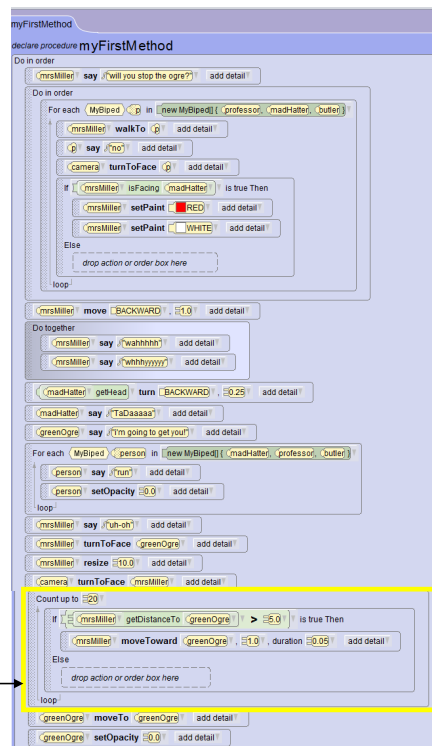 myFirstMethod
declare procedure myFirstMethod
Do in order
mrsMiller say "will you stop the ogre?" add detail
Do in order
For each MyBiped p in new MyBiped[] { professor, madHatter, butler }
mrsMiller walkTo p add detail
p say "no" add detail
camera turnToFace p add detail
If mrsMiller isFacing madHatter is true Then
mrsMiller setPaint RED add detail
mrsMiller setPaint WHITE add detail
Else
drop action or order box here
loop
mrsMiller move BACKWARD , 1.0 add detail
Do together
mrsMiller say "wahhhhh" add detail
mrsMiller say "whhhyyyyyy" add detail
madHatter getHead turn BACKWARD , 0.25 add detail
madHatter say "TaDaaaaa" add detail
greenOgre say "I'm going to get you!" add detail
For each MyBiped person in new MyBiped[] { madHatter, professor, butler }
person say "run" add detail
person setOpacity 0.0 add detail
loop
mrsMiller say "uh-oh" add detail
mrsMiller turnToFace greenOgre add detail
mrsMiller resize 10.0 add detail
camera turnToFace mrsMiller add detail
Count up to 20
If mrsMiller getDistanceTo greenOgre > 5.0 is true Then
mrsMiller moveToward greenOgre , 1.0 , duration 0.05 add detail
Else
drop action or order box here
loop
greenOgre moveTo greenOgre add detail
greenOgre setOpacity 0.0 add detail